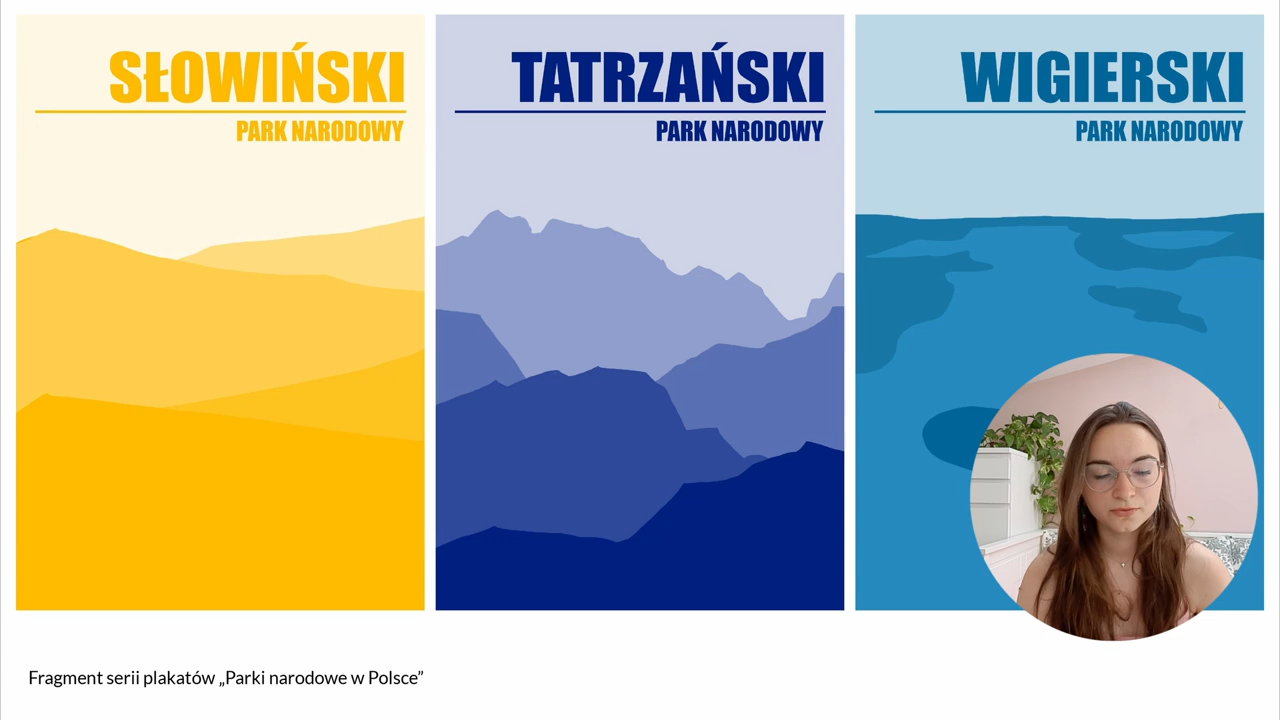 SŁOWIŃSKI
PARK NARODOWY
TATRZAŃSKI
PARK NARODOWY
WIGIERSKI
PARK NARODOWY
Fragment serii plakatów „Parki narodowe w Polsce”